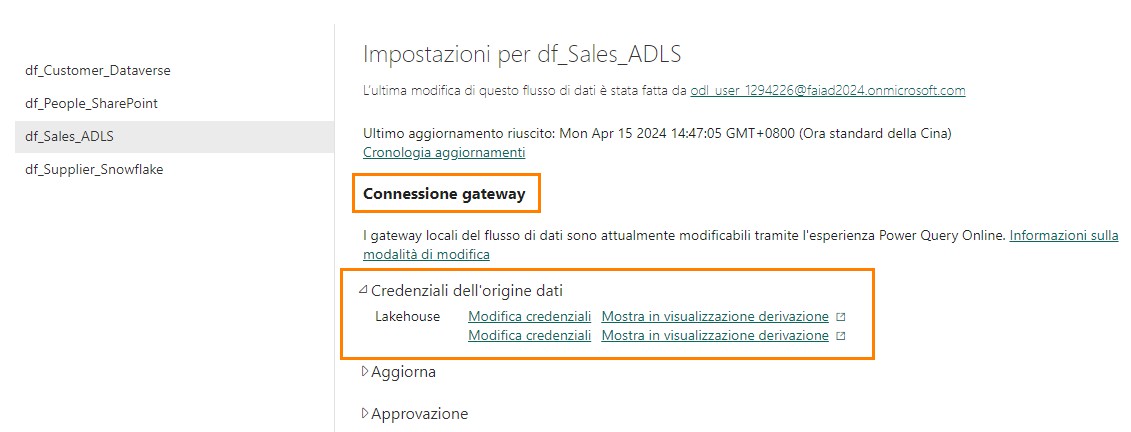 df_Customer_Dataverse
df_People_SharePoint
df_Sales_ADLS
df_Supplier_Snowflake
Impostazioni per df_Sales_ADLS
L'ultima modifica di questo flusso di dati è stata fatta da odl_user_1294226@faiad2024.onmicrosoft.com
Ultimo aggiornamento riuscito: Mon Apr 15 2024 14:47:05 GMT+0800 (Ora standard della Cina)
Cronologia aggiornamenti
Connessione gateway
I gateway locali del flusso di dati sono attualmente modificabili tramite l'esperienza Power Query Online. Informazioni sulla
modalità di modifica
Credenziali dell'origine dati
Lakehouse Modifica credenziali Mostra in visualizzazione derivazione
Modifica credenziali Mostra in visualizzazione derivazione
Aggiorna
Approvazione